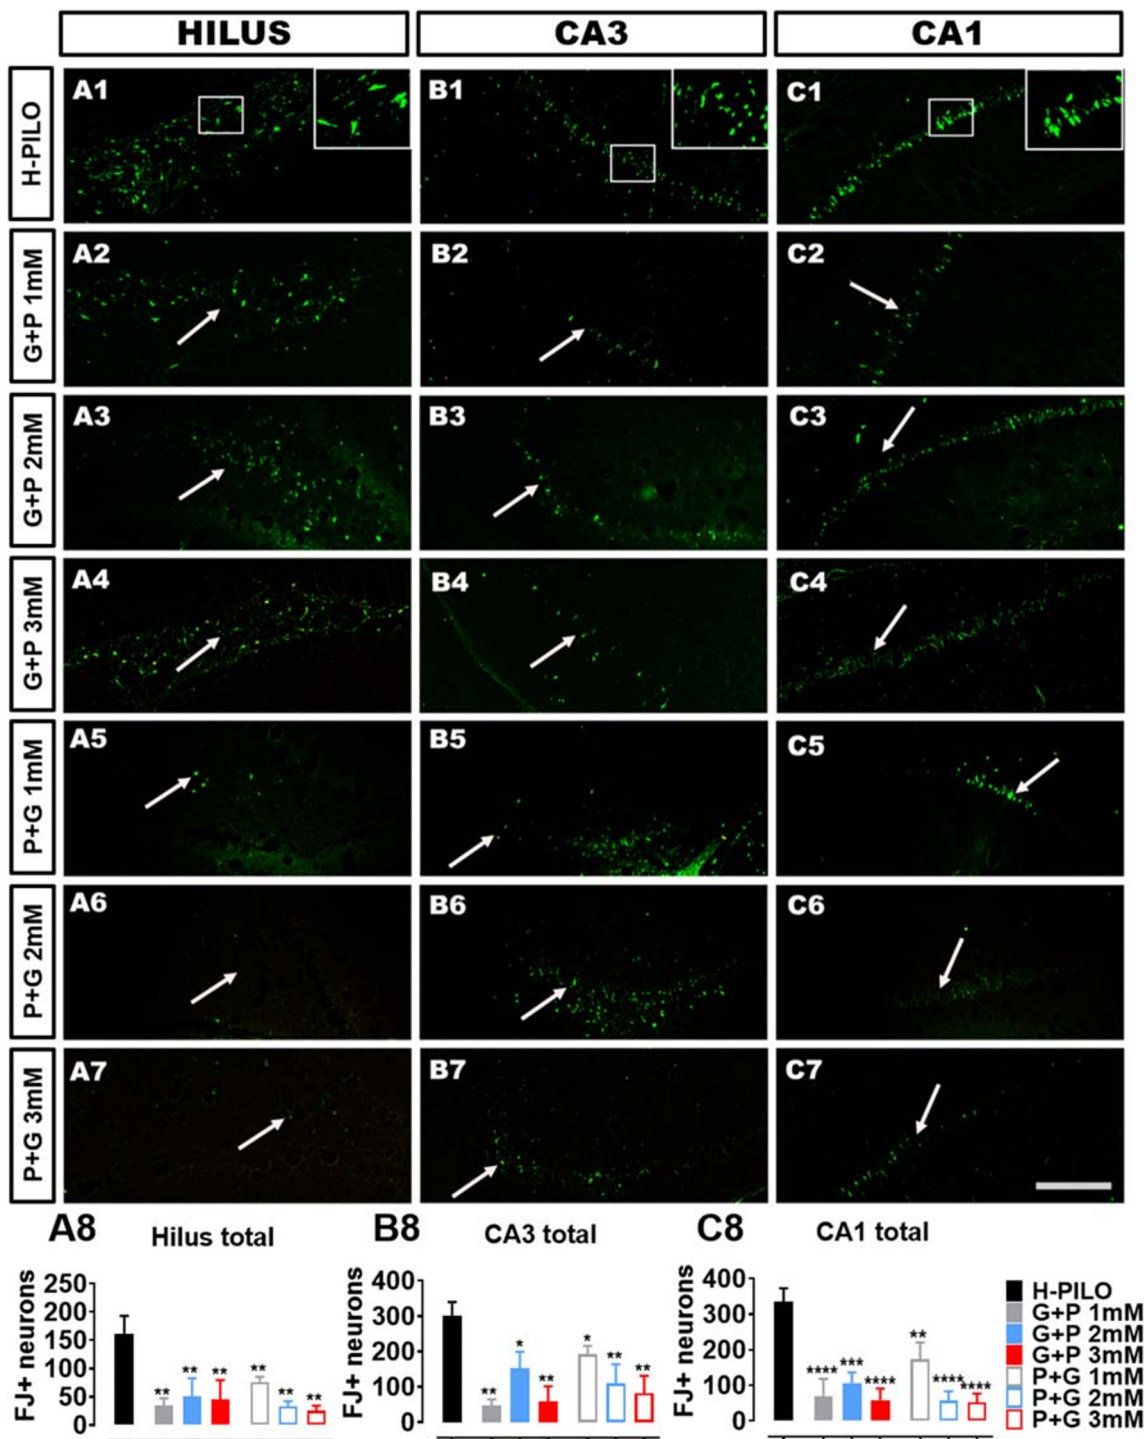 HILUS CA3 CA1
H-PILO A1 B1 C1
G+P 1mM A2 B2 C2
G+P 2mM A3 B3 C3
G+P 3mM A4 B4 C4
P+G 1mM A5 B5 C5
P+G 2mM A6 B6 C6
P+G 3mM A7 B7 C7
A8 Hilus total B8 CA3 total C8 CA1 total
FJ+ neurons
250
200
150
100
50
0
** ** ** ** ** **
FJ+ neurons
400
300
200
100
0
** * ** * ** **
FJ+ neurons
400
300
200
100
0
**** *** **** ** **** ****
H-PILO
G+P 1mM
G+P 2mM
G+P 3mM
P+G 1mM
P+G 2mM
P+G 3mM